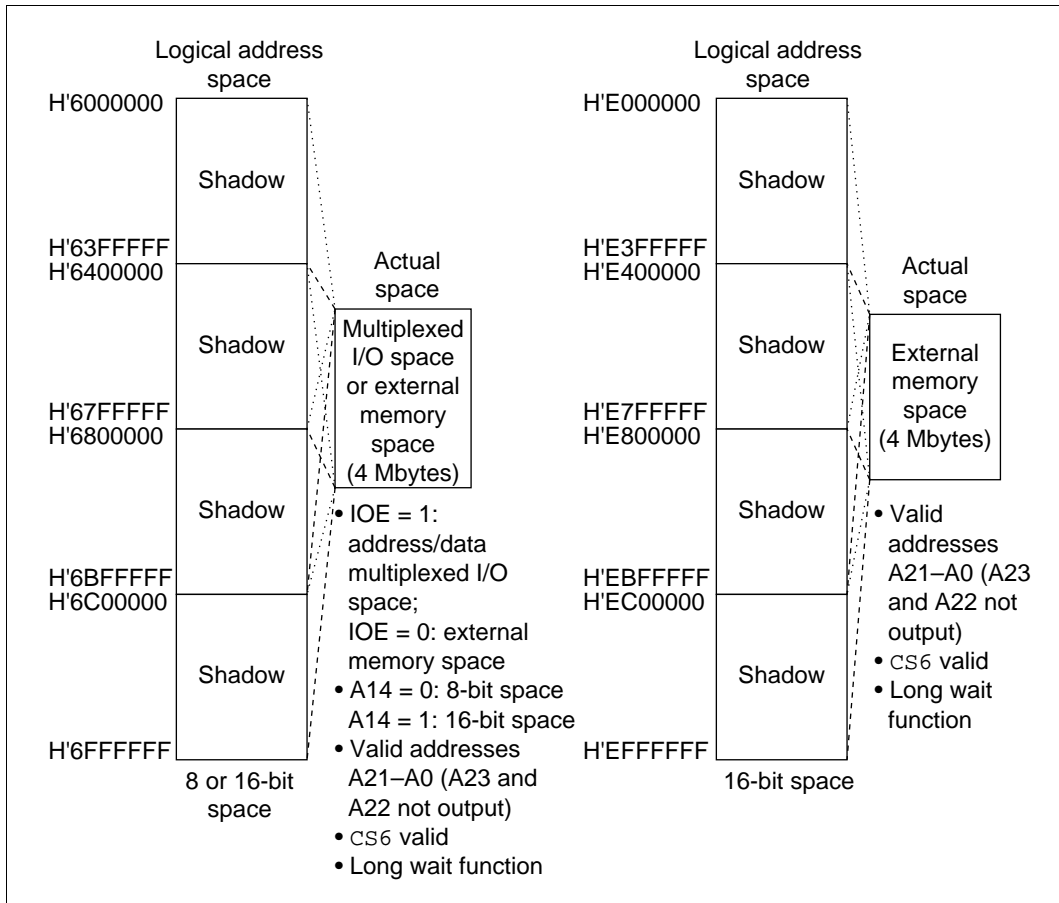 Logical address
space
H'6000000
Shadow
H'63FFFFF
H'6400000
Shadow
H'67FFFFF
H'6800000
Shadow
H'6BFFFFF
H'6C00000
Shadow
H'6FFFFFF
8 or 16-bit
space
Actual
space
Multiplexed
I/O space
or external
memory
space
(4 Mbytes)
• IOE = 1:
address/data
multiplexed I/O
space;
IOE = 0: external
memory space
• A14 = 0: 8-bit space
A14 = 1: 16-bit space
• Valid addresses
A21–A0 (A23 and
A22 not output)
• CS6 valid
• Long wait function
Logical address
space
H'E000000
Shadow
H'E3FFFFF
H'E400000
Shadow
H'E7FFFFF
H'E800000
Shadow
H'EBFFFFF
H'EC00000
Shadow
H'EFFFFFF
16-bit space
Actual
space
External
memory
space
(4 Mbytes)
• Valid
addresses
A21–A0 (A23
and A22 not
output)
• CS6 valid
• Long wait
function